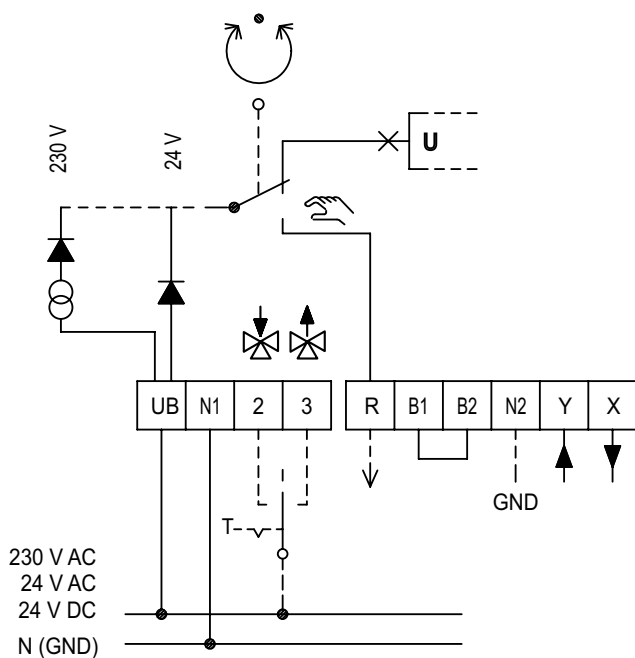 230 V
24 V
U
UB N1 2 3 R B1 B2 N2 Y X
GND
T
230 V AC
24 V AC
24 V DC
N (GND)